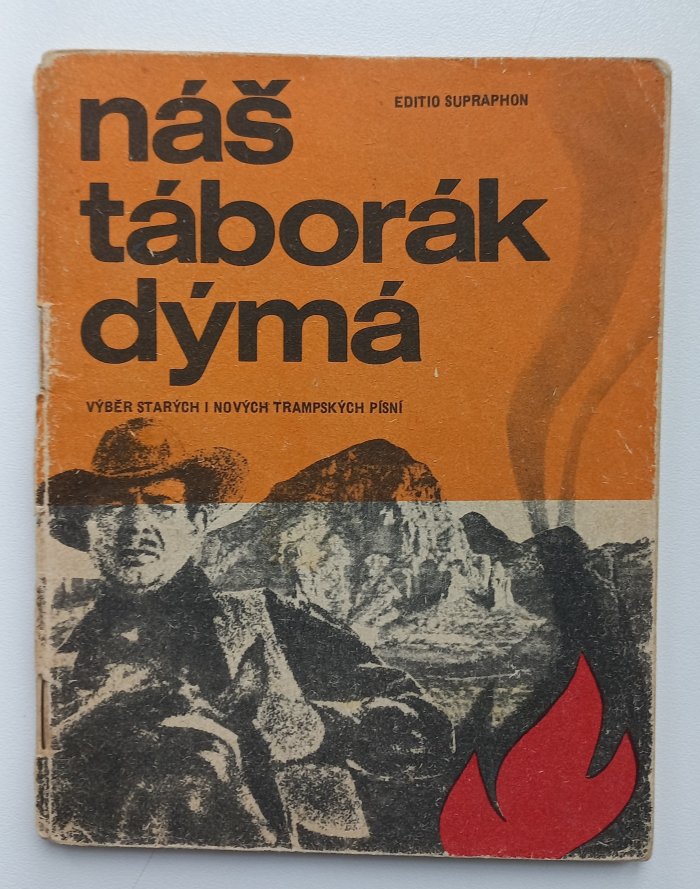 náš
EDITIO SUPRAPHON
táborák
dýmá
VÝBĚR STARÝCH I NOVÝCH TRAMPSKÝCH PÍSNÍ